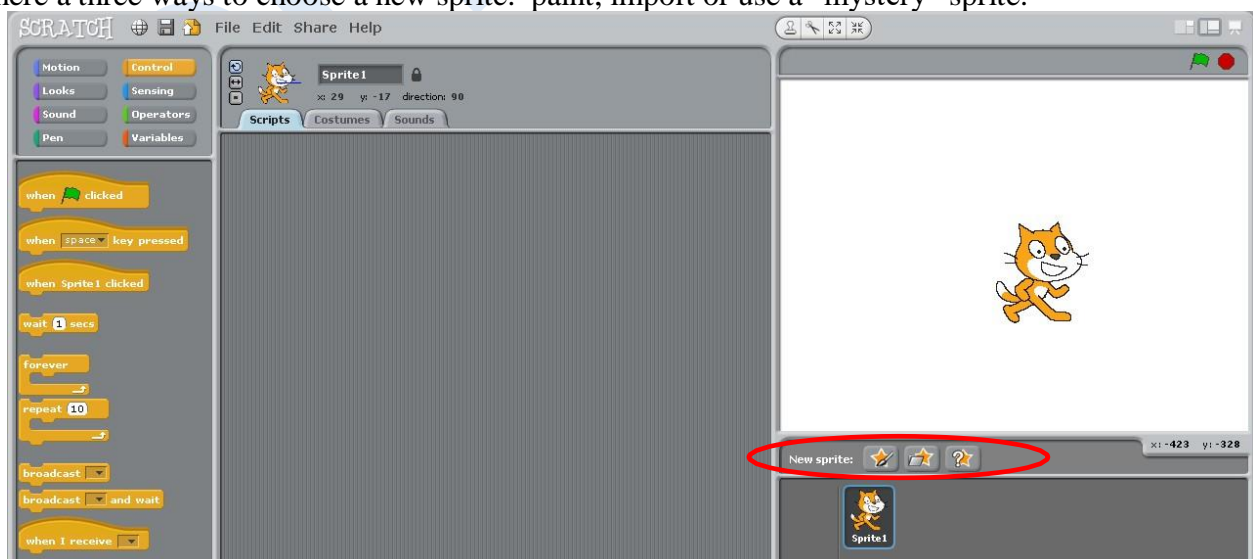 here a three ways to choose a new sprite: paint, import or use a "mystery" sprite.
SCRATCH File Edit Share Help
Motion Control
Looks Sensing
Sound Operators
Pen Variables
Sprite1
x: 29 y: -17 direction: 90
Scripts Costumes Sounds
when clicked
when space key pressed
when Sprite1 clicked
wait 1 secs
forever
repeat 10
broadcast
broadcast and wait
when I receive
x: -423 y: -328
New sprite:
Sprite1